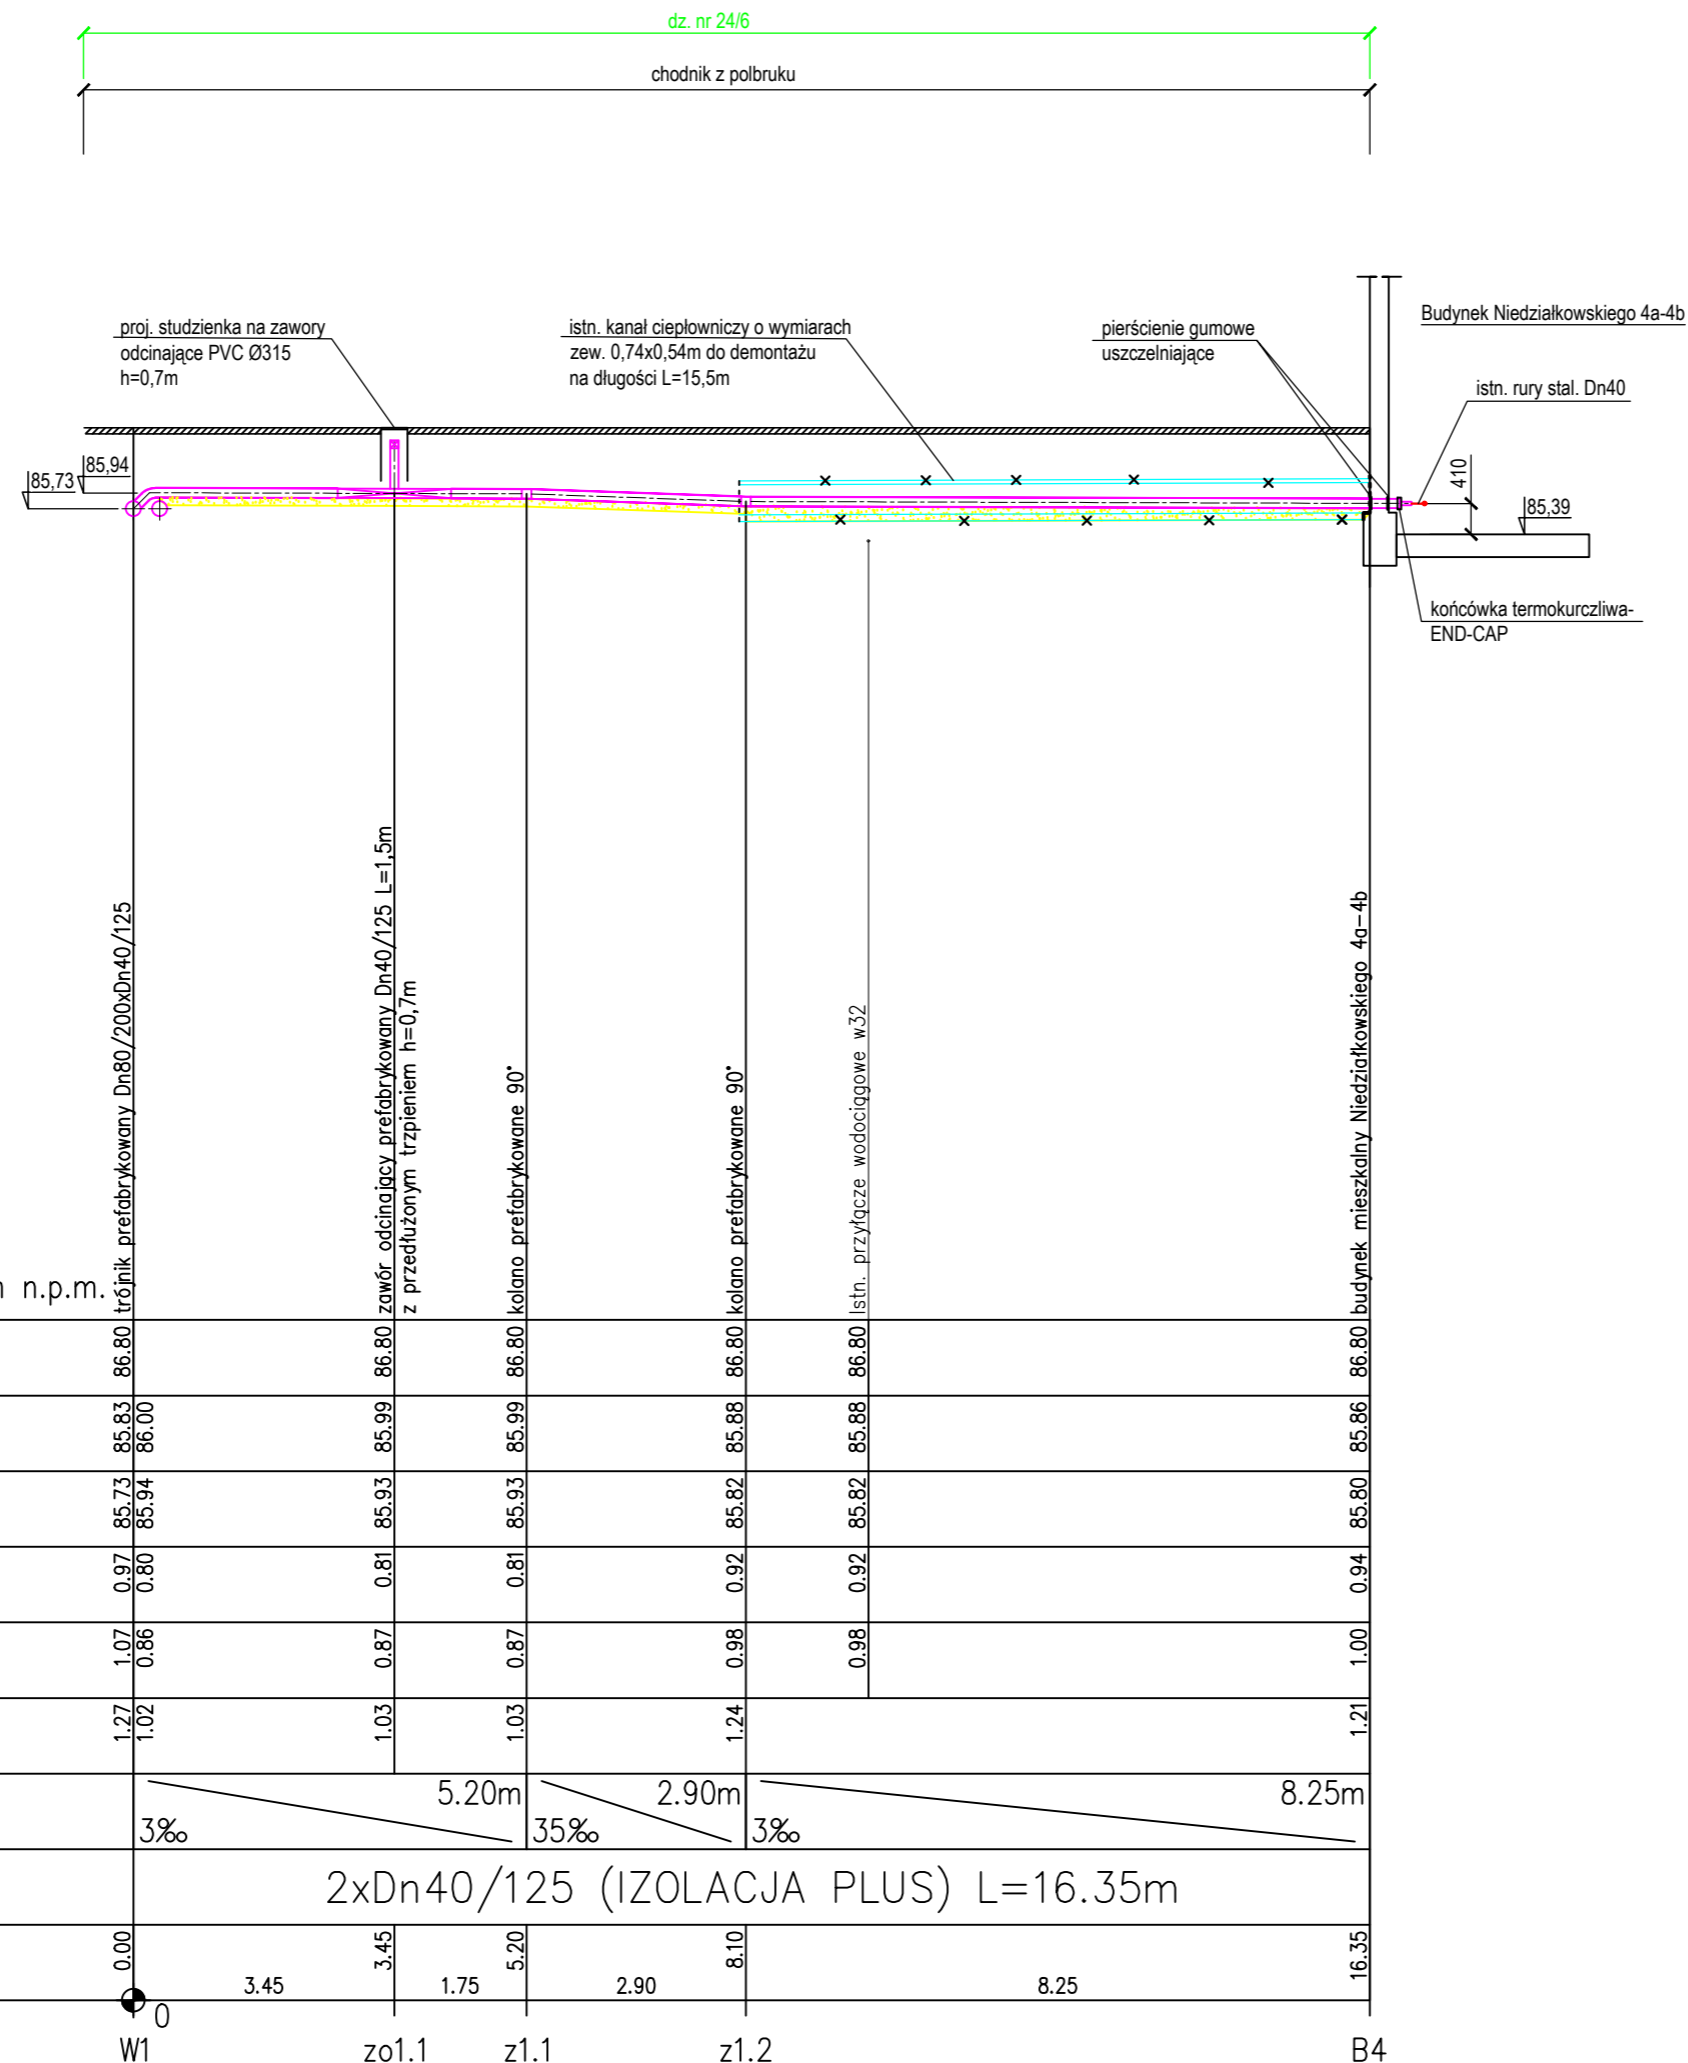 dz. nr 24/6
chodnik z polbruku
proj. studzienka na zawory
odcinające PVC Ø315
h=0,7m
istn. kanał ciepłowniczy o wymiarach
zew. 0,74x0,54m do demontażu
na długości L=15,5m
pierścienie gumowe
uszczelniające
Budynek Niedziałkowskiego 4a-4b
istn. rury stal. Dn40
85,73
85,94
410
85,39
końcówka termokurczliwa-
END-CAP
trójnik prefabrykowany Dn80/200xDn40/125
zawór odcinający prefabrykowany Dn40/125 L=1,5m
z przedłużonym trzpieniem h=0,7m
kolano prefabrykowane 90°
kolano prefabrykowane 90°
Istn. przyłącze wodociągowe w32
budynek mieszkalny Niedziałkowskiego 4a-4b
n.p.m.
86.80 86.80 86.80 86.80 86.80 86.80
85.83 86.00 85.99 85.99 85.88 85.88 85.86
85.73 85.94 85.93 85.93 85.82 85.82 85.80
0.97 0.80 0.81 0.81 0.92 0.92 0.94
1.07 0.86 0.87 0.87 0.98 0.98 1.00
1.27 1.02 1.03 1.03 1.24 1.21
5.20m 2.90m 8.25m
3‰ 35‰ 3‰
2xDn40/125 (IZOLACJA PLUS) L=16.35m
0.00 3.45 5.20 8.10 16.35
3.45 1.75 2.90 8.25
0
W1 zo1.1 z1.1 z1.2 B4